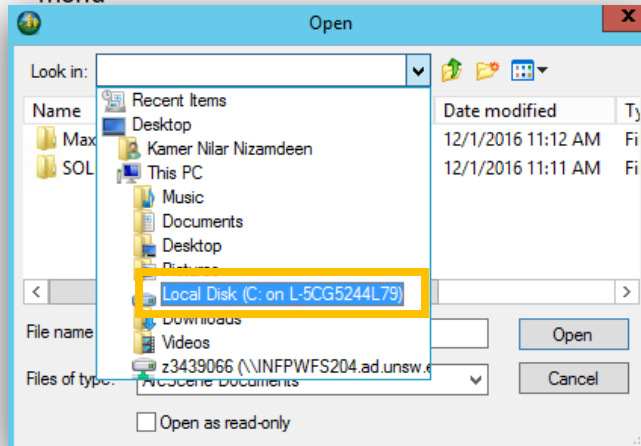 menu
Open
x
Look in:
Name
Date modified
Ty
Max
12/1/2016 11:12 AM
Fi
SOL
12/1/2016 11:11 AM
Fi
Recent Items
Desktop
Kamer Nilar Nizamdeen
This PC
Music
Documents
Desktop
Pictures
Local Disk (C: on L-5CG5244L79)
Downloads
Videos
z3439066 (\\INFPWFS204.ad.unsw.e
File name
Open
Files of type:
ArcScene Documents
Cancel
Open as read-only